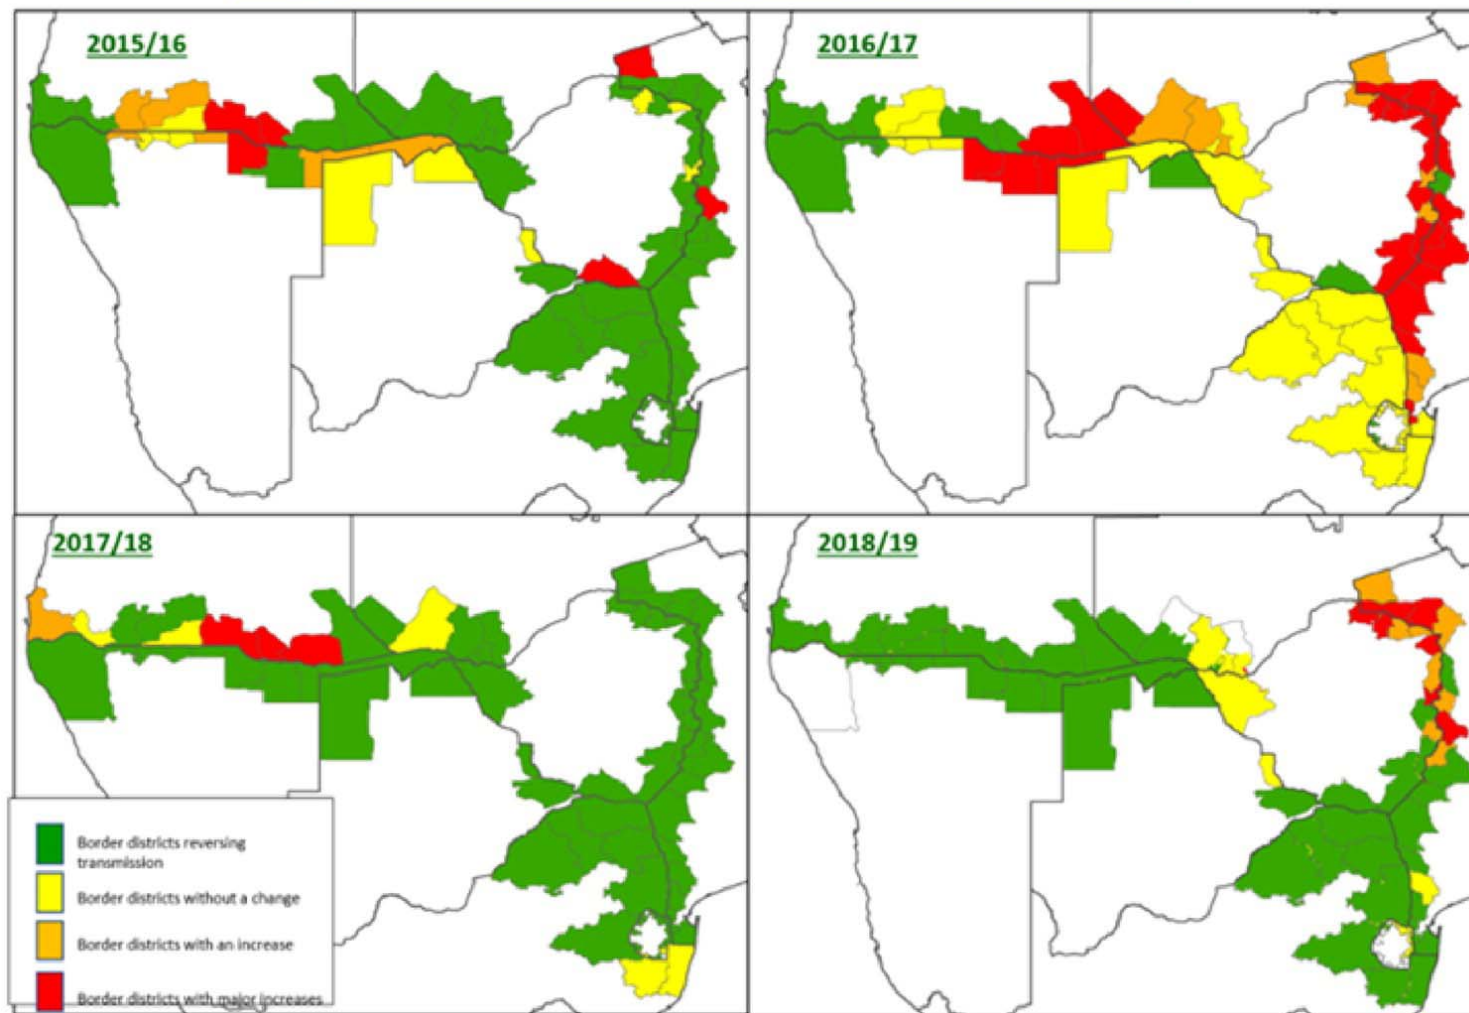 2015/16
2016/17
2017/18
2018/19
Border districts reversing
transmission
Border districts without a change
Border districts with an increase
Border districts with major increases